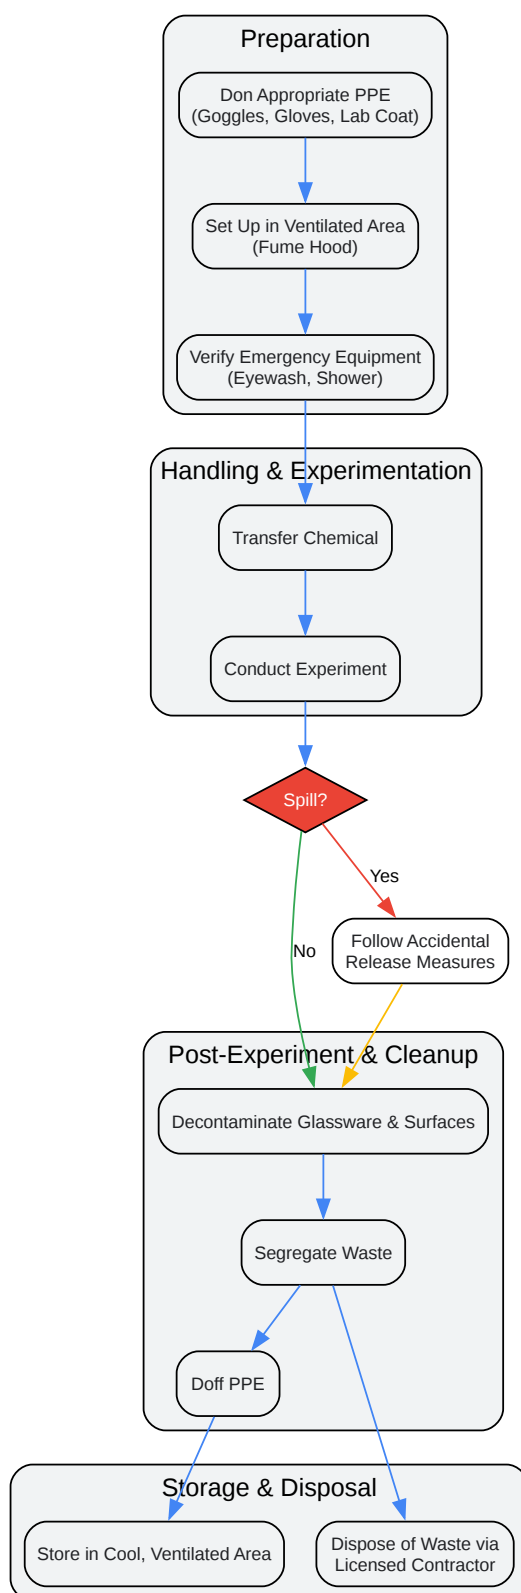 Preparation
Don Appropriate PPE
(Goggles, Gloves, Lab Coat)
Set Up in Ventilated Area
(Fume Hood)
Verify Emergency Equipment
(Eyewash, Shower)
Handling & Experimentation
Transfer Chemical
Conduct Experiment
Spill?
Yes
No
Follow Accidental
Release Measures
Post-Experiment & Cleanup
Decontaminate Glassware & Surfaces
Segregate Waste
Doff PPE
Storage & Disposal
Store in Cool, Ventilated Area
Dispose of Waste via
Licensed Contractor